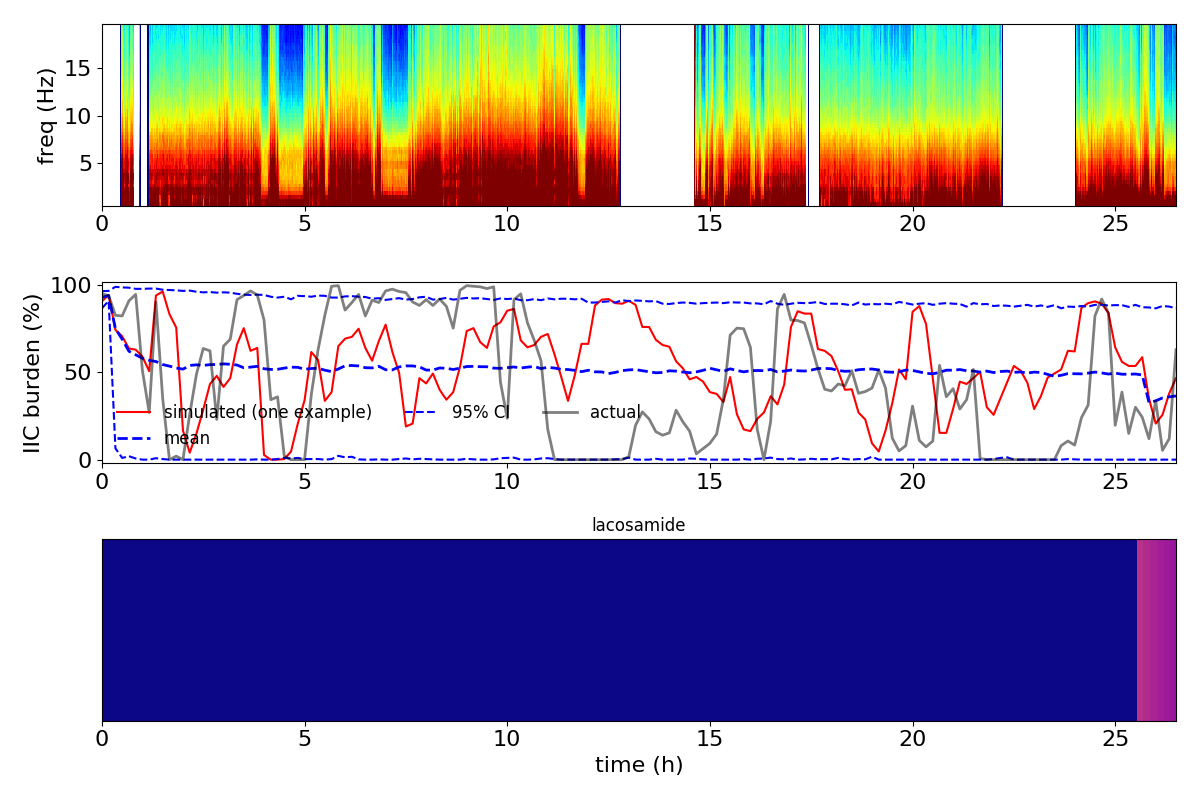 freq (Hz)
15
10
5
0 5 10 15 20 25
IIC burden (%)
100
50
0
simulated (one example) 95% CI actual
mean
0 5 10 15 20 25
lacosamide
0 5 10 15 20 25
time (h)